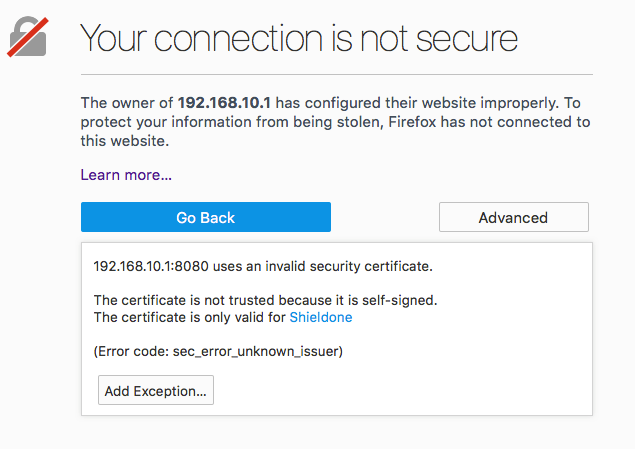 Your connection is not secure
The owner of 192.168.10.1 has configured their website improperly. To
protect your information from being stolen, Firefox has not connected to
this website.
Learn more...
Go Back
Advanced
192.168.10.1:8080 uses an invalid security certificate.
The certificate is not trusted because it is self-signed.
The certificate is only valid for Shieldone
(Error code: sec_error_unknown_issuer)
Add Exception...